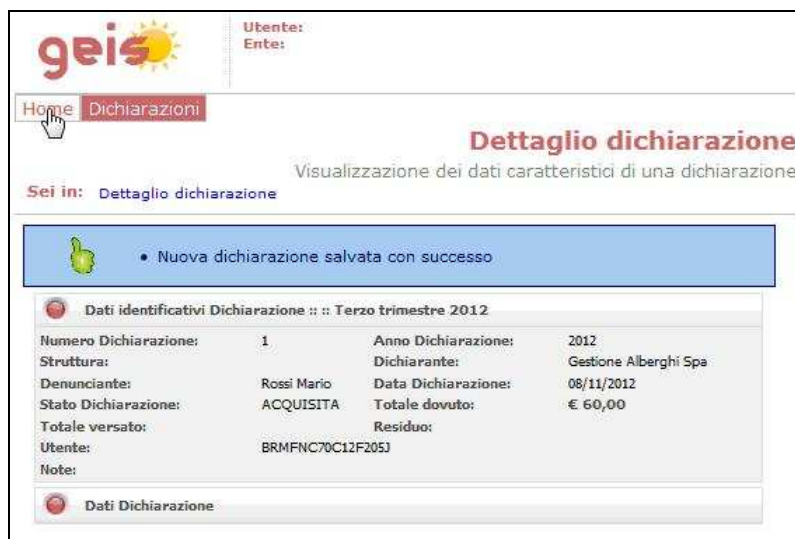 geis
Utente:
Ente:
Home Dichiarazioni
Dettaglio dichiarazione
Visualizzazione dei dati caratteristici di una dichiarazione
Sei in: Dettaglio dichiarazione
• Nuova dichiarazione salvata con successo
Dati identificativi Dichiarazione :: :: Terzo trimestre 2012
Numero Dichiarazione: 1 Anno Dichiarazione: 2012
Struttura: Dichiarante: Gestione Alberghi Spa
Denunciante: Rossi Mario Data Dichiarazione: 08/11/2012
Stato Dichiarazione: ACQUISITA Totale dovuto: € 60,00
Totale versato: Residuo:
Utente: BRMFNC70C12F205J
Note:
Dati Dichiarazione